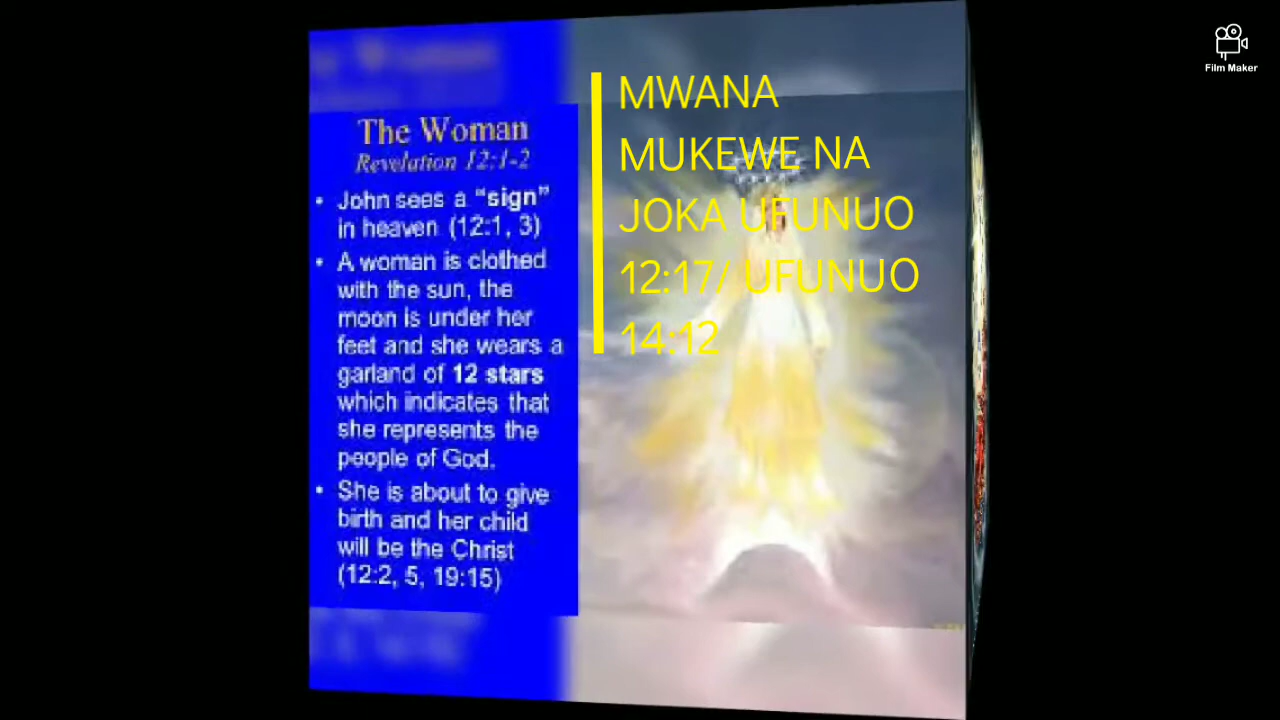 The Woman
Revelation 12:1-2
• John sees a "sign"
in heaven (12:1, 3)
• A woman is clothed
with the sun, the
moon is under her
feet and she wears a
garland of 12 stars
which indicates that
she represents the
people of God.
• She is about to give
birth and her child
will be the Christ
(12:2, 5, 19:15)
MWANA
MUKEWE NA
JOKA UFUNUO
12:17/ UFUNUO
14:12
Film Maker